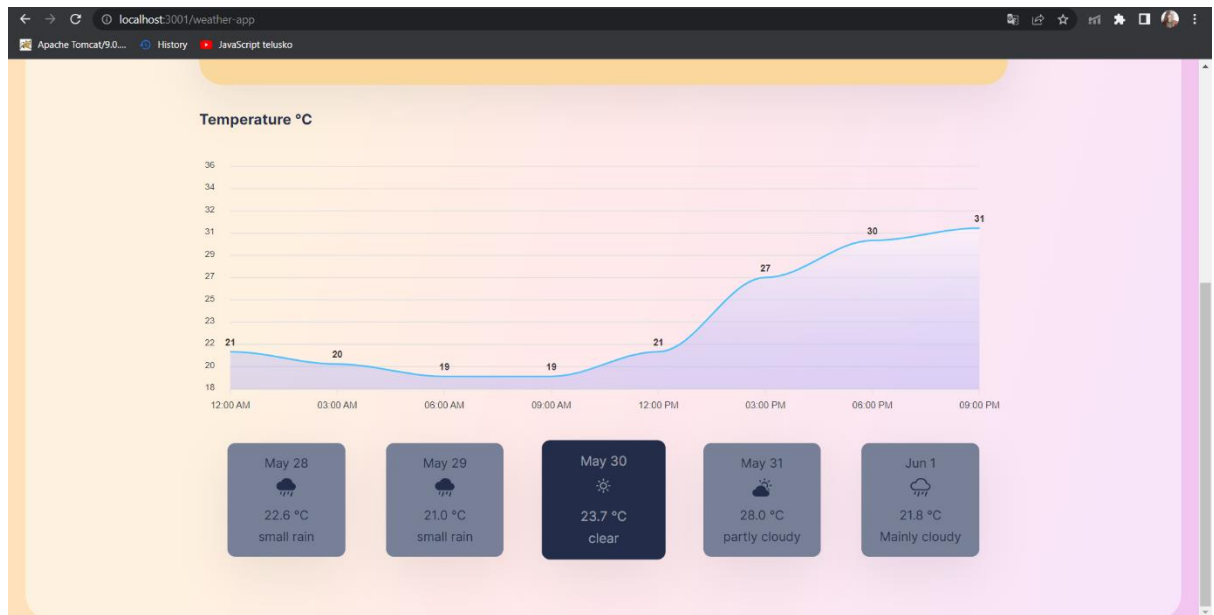 localhost:3001/weather-app
Apache Tomcat/9.0.... History JavaScript telusko
Temperature °C
36
34
32
31
29
27
25
23
22
20
18
21 20 19 19 21 27 30 31
12:00 AM 03:00 AM 06:00 AM 09:00 AM 12:00 PM 03:00 PM 06:00 PM 09:00 PM
May 28 May 29 May 30 May 31 Jun 1
22.6 °C 21.0 °C 23.7 °C 28.0 °C 21.8 °C
small rain small rain clear partly cloudy Mainly cloudy